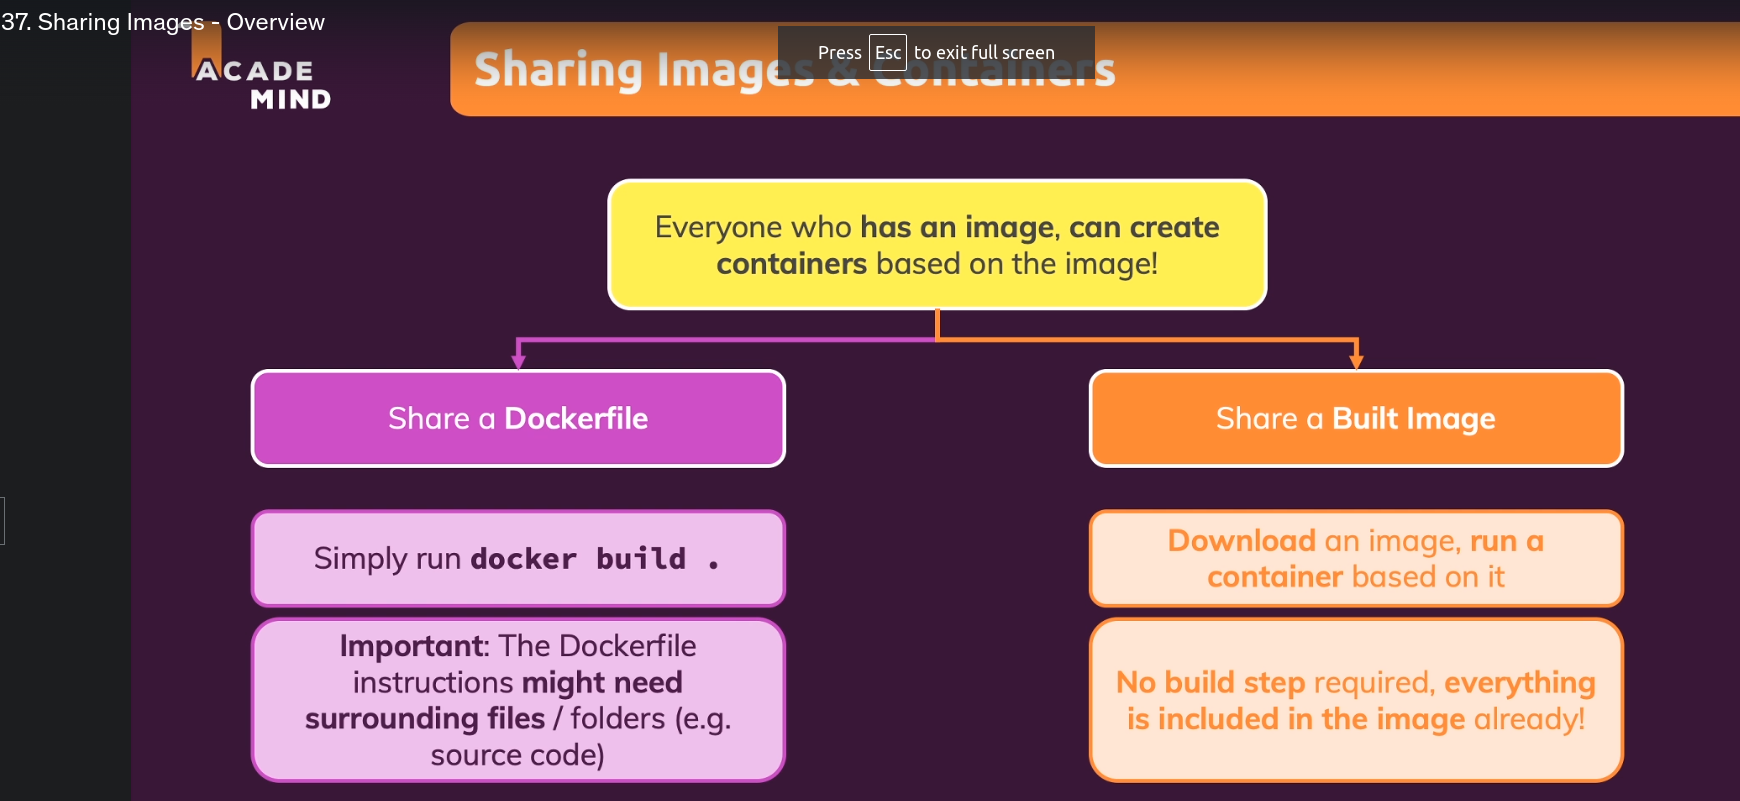 37. Sharing Images - Overview
ACADE
MIND
Press Esc to exit full screen
Sharing Images & Containers
Everyone who has an image, can create
containers based on the image!
Share a Dockerfile
Share a Built Image
Simply run docker build .
Download an image, run a
container based on it
Important: The Dockerfile
instructions might need
surrounding files / folders (e.g.
source code)
No build step required, everything
is included in the image already!